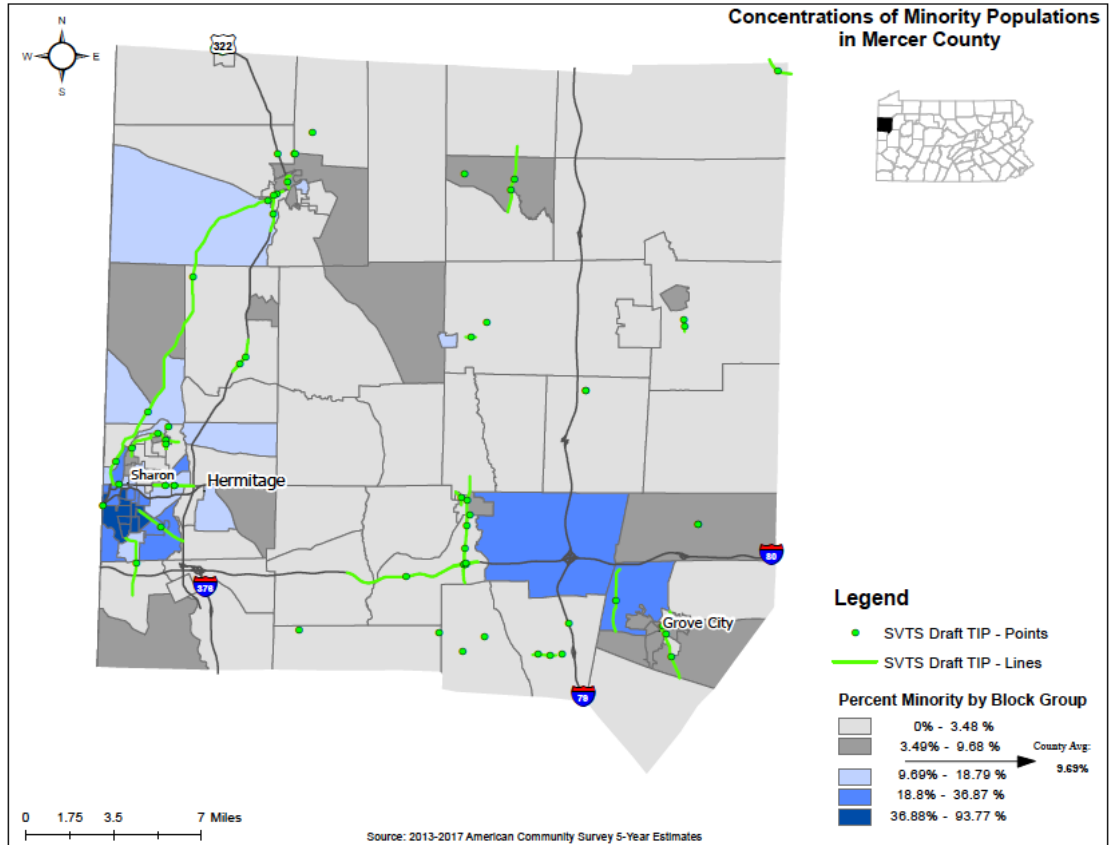 Concentrations of Minority Populations
in Mercer County
N
W
E
S
322
Sharon
Hermitage
80
376
Grove City
79
Legend
SVTS Draft TIP - Points
SVTS Draft TIP - Lines
Percent Minority by Block Group
0% - 3.48 %
3.49% - 9.68 %
County Avg:
9.69%
9.69% - 18.79 %
18.8% - 36.87 %
36.88% - 93.77 %
0 1.75 3.5 7 Miles
Source: 2013-2017 American Community Survey 5-Year Estimates